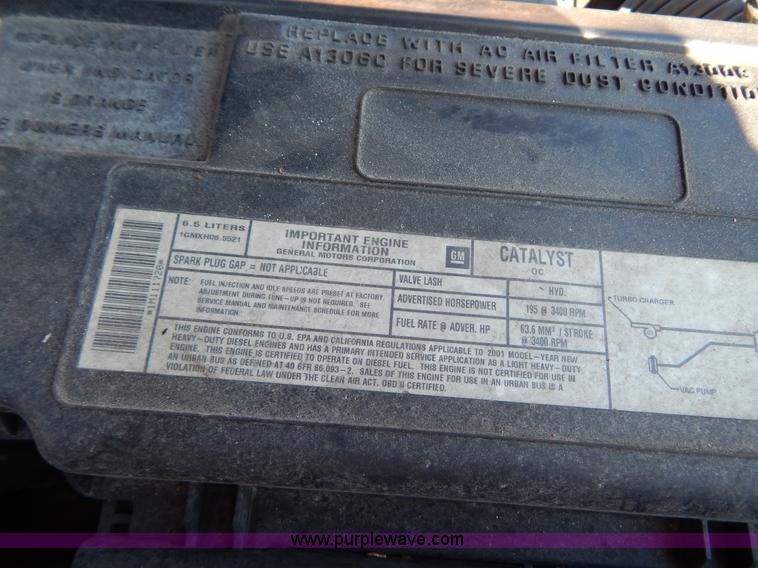 REPLACE WITH AC AIR FILTER
USE A1306C FOR SEVERE DUST CONDITION
REPLACE AIR FILTER
WHEN INDICATOR
IS ORANGE
OWNERS MANUAL
6.5 LITERS
1GMXH06.5521
IMPORTANT ENGINE
INFORMATION
GENERAL MOTORS CORPORATION
GM
CATALYST
OC
SPARK PLUG GAP = NOT APPLICABLE
NOTE: FUEL INJECTION AND IDLE SPEEDS ARE PRESET AT FACTORY
ADJUSTMENT DURING TUNE-UP IS NOT REQUIRED. SEE
SERVICE MANUAL AND MAINTENANCE SCHEDULE FOR MORE
INFORMATION.
VALVE LASH HYD.
ADVERTISED HORSEPOWER 195 @ 3400 RPM
FUEL RATE @ ADVER. HP 63.6 MM³ / STROKE
@ 3400 RPM
THIS ENGINE CONFORMS TO U.S. EPA AND CALIFORNIA REGULATIONS APPLICABLE TO 2001 MODEL-YEAR NEW
HEAVY-DUTY DIESEL ENGINES AND HAS A PRIMARY INTENDED SERVICE APPLICATION AS A LIGHT HEAVY-DUTY
ENGINE. THIS ENGINE IS CERTIFIED TO OPERATE ON DIESEL FUEL. THIS ENGINE IS NOT CERTIFIED FOR USE IN
AN URBAN BUS AS DEFINED AT 40 CFR 86.093-2. SALES OF THIS ENGINE FOR USE IN AN URBAN BUS IS A
VIOLATION OF FEDERAL LAW UNDER THE CLEAN AIR ACT. OBD II CERTIFIED.
*1M111720*
TURBO CHARGER
VAC PUMP
www.purplewave.com